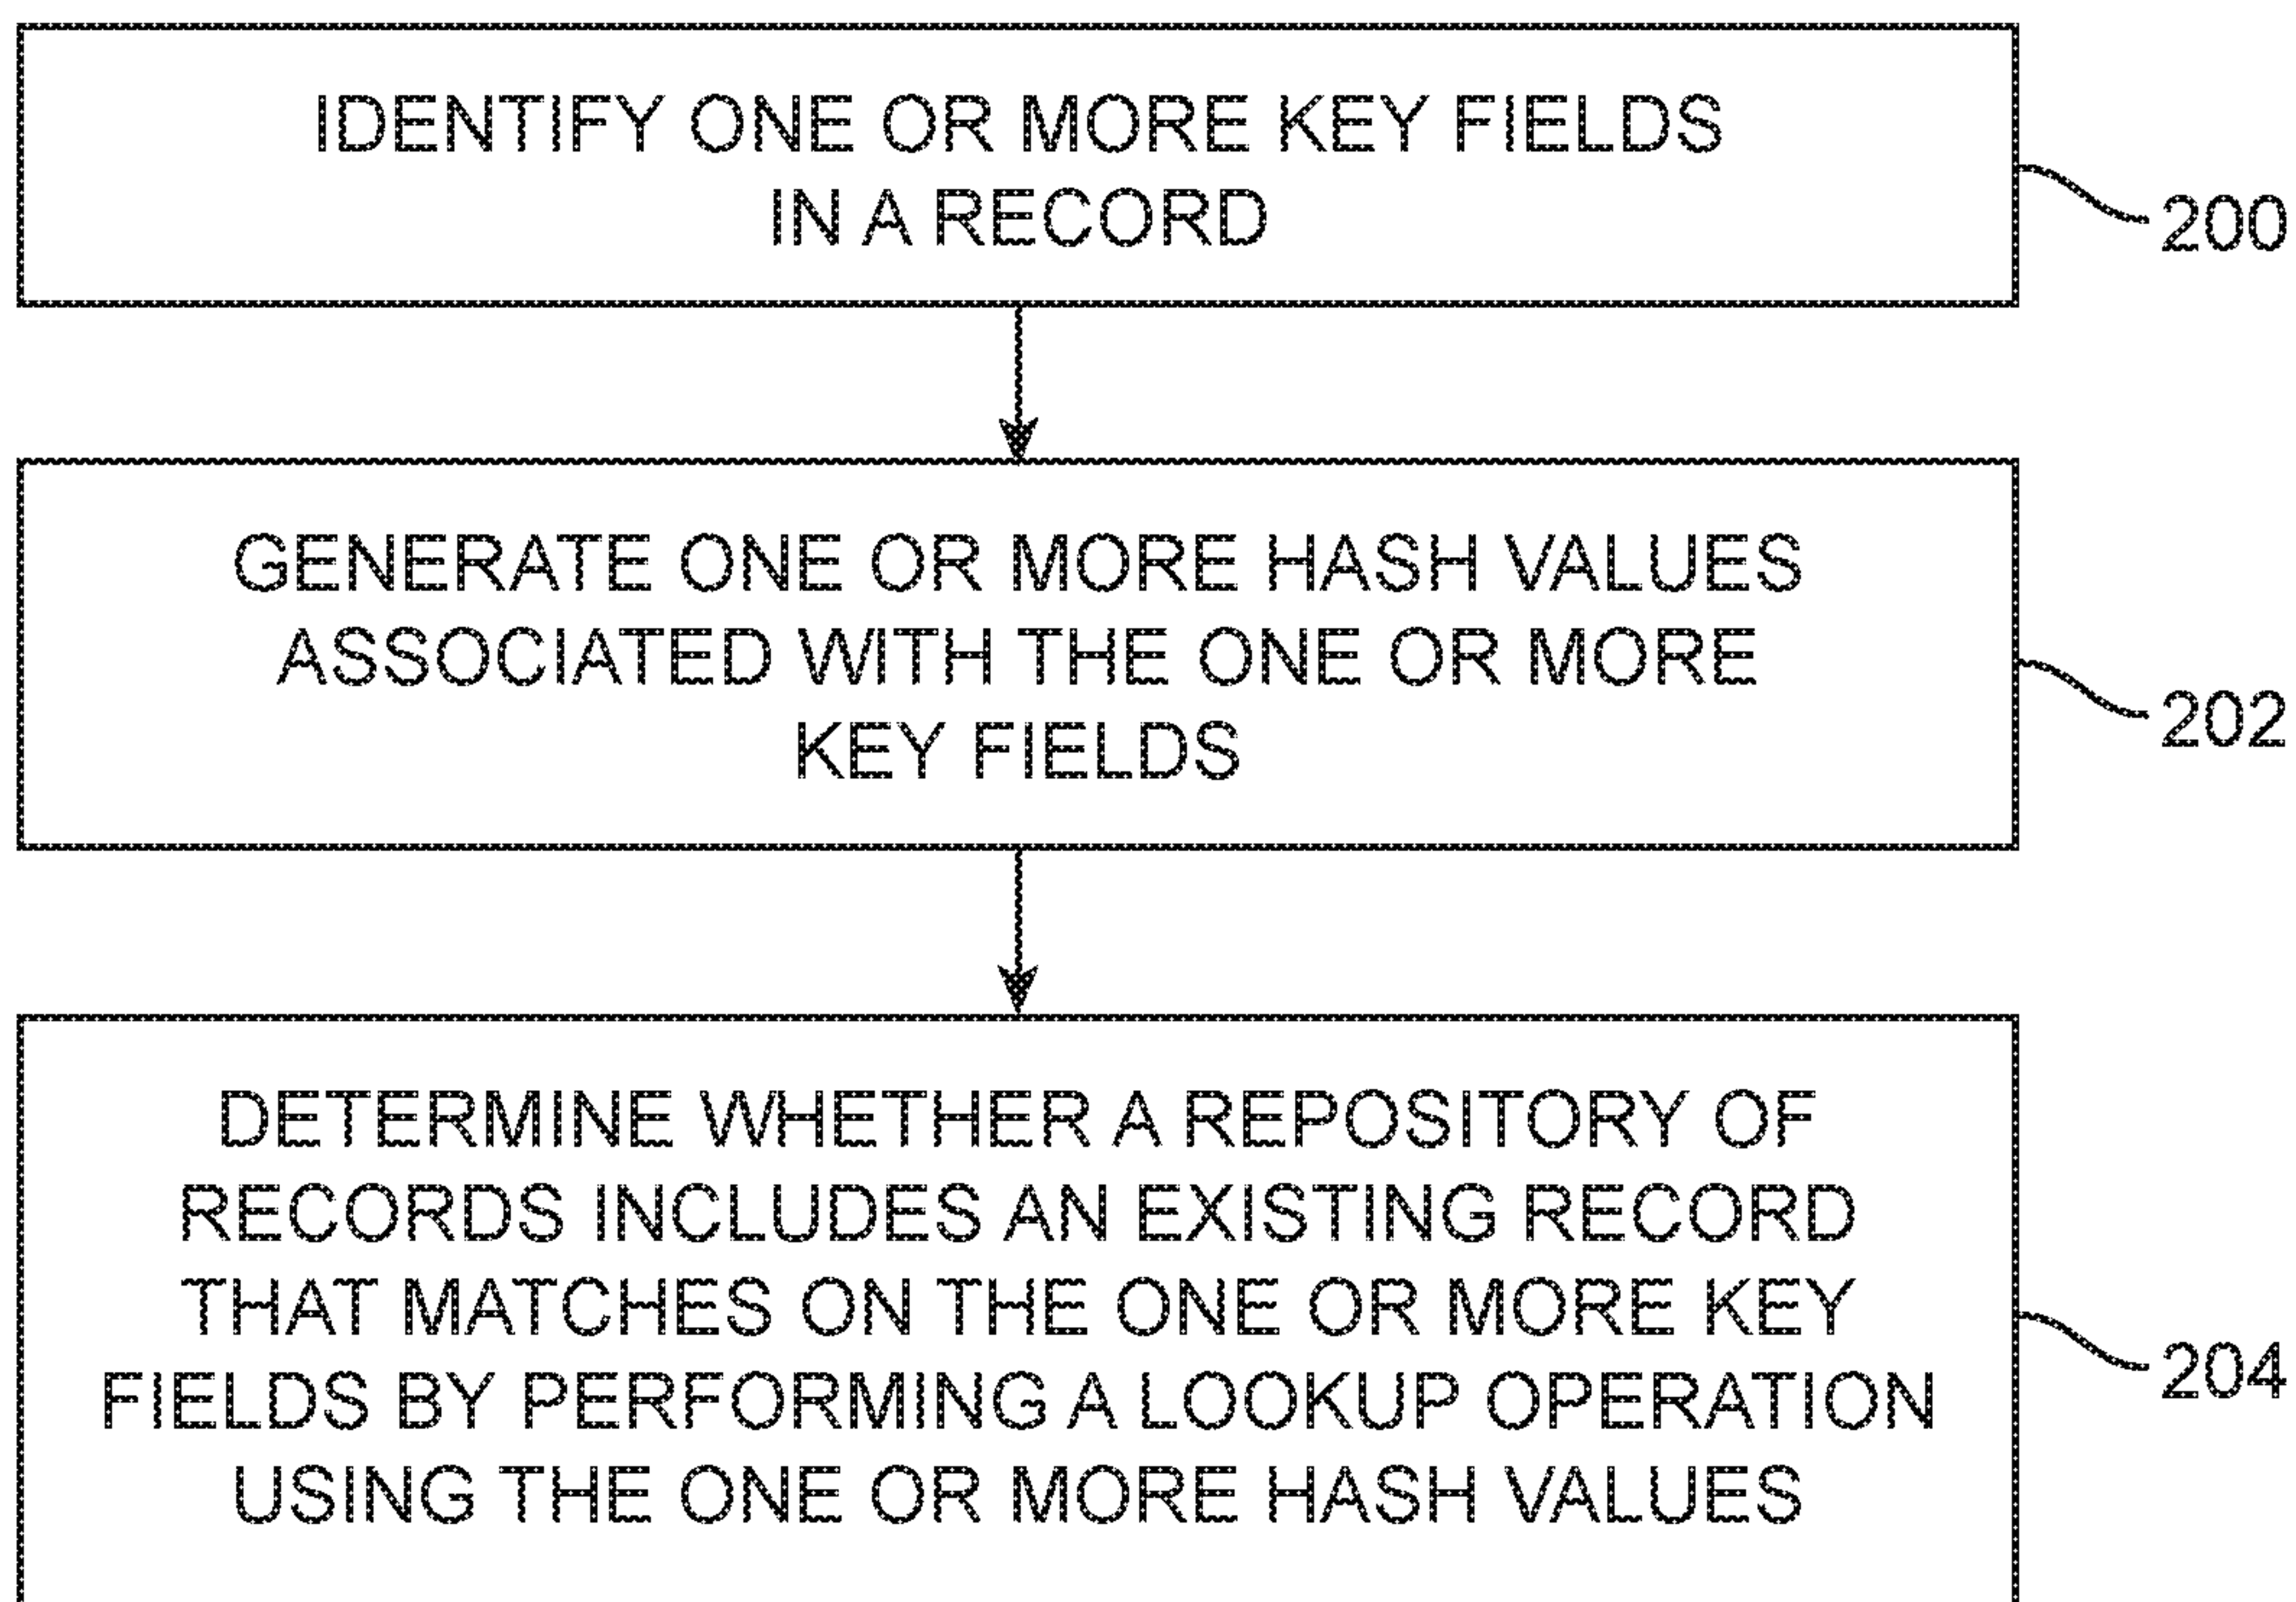 IDENTIFY ONE OR MORE KEY FIELDS
IN A RECORD
200
GENERATE ONE OR MORE HASH VALUES
ASSOCIATED WITH THE ONE OR MORE
KEY FIELDS
202
DETERMINE WHETHER A REPOSITORY OF
RECORDS INCLUDES AN EXISTING RECORD
THAT MATCHES ON THE ONE OR MORE KEY
FIELDS BY PERFORMING A LOOKUP OPERATION
USING THE ONE OR MORE HASH VALUES
204